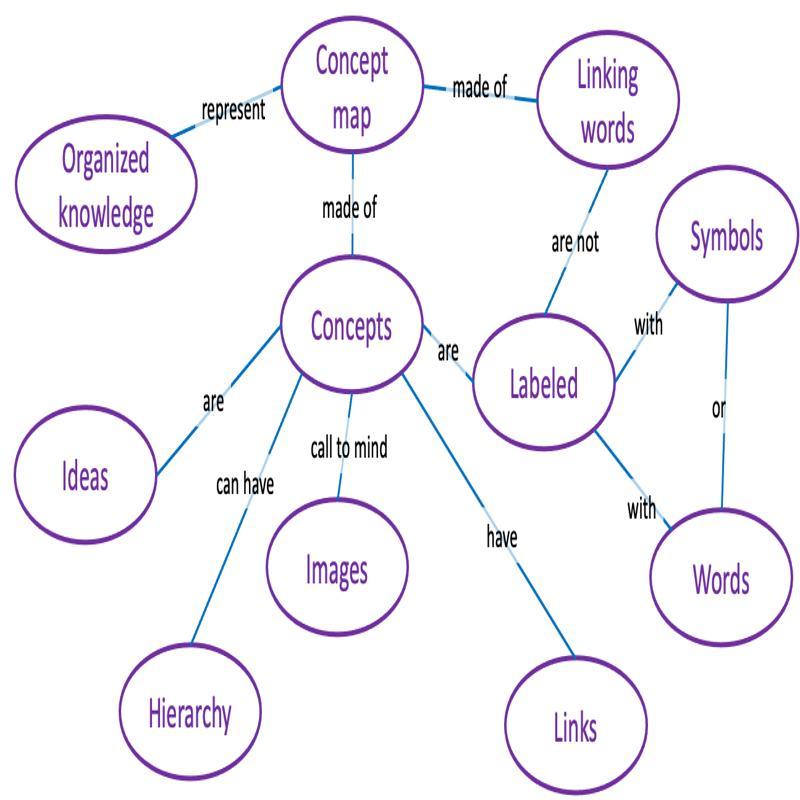 Concept
map
made of
Linking
words
represent
Organized
knowledge
made of
are not
Symbols
Concepts
are
Labeled
with
are
Ideas
can have
call to mind
Images
have
with
or
Words
Hierarchy
Links